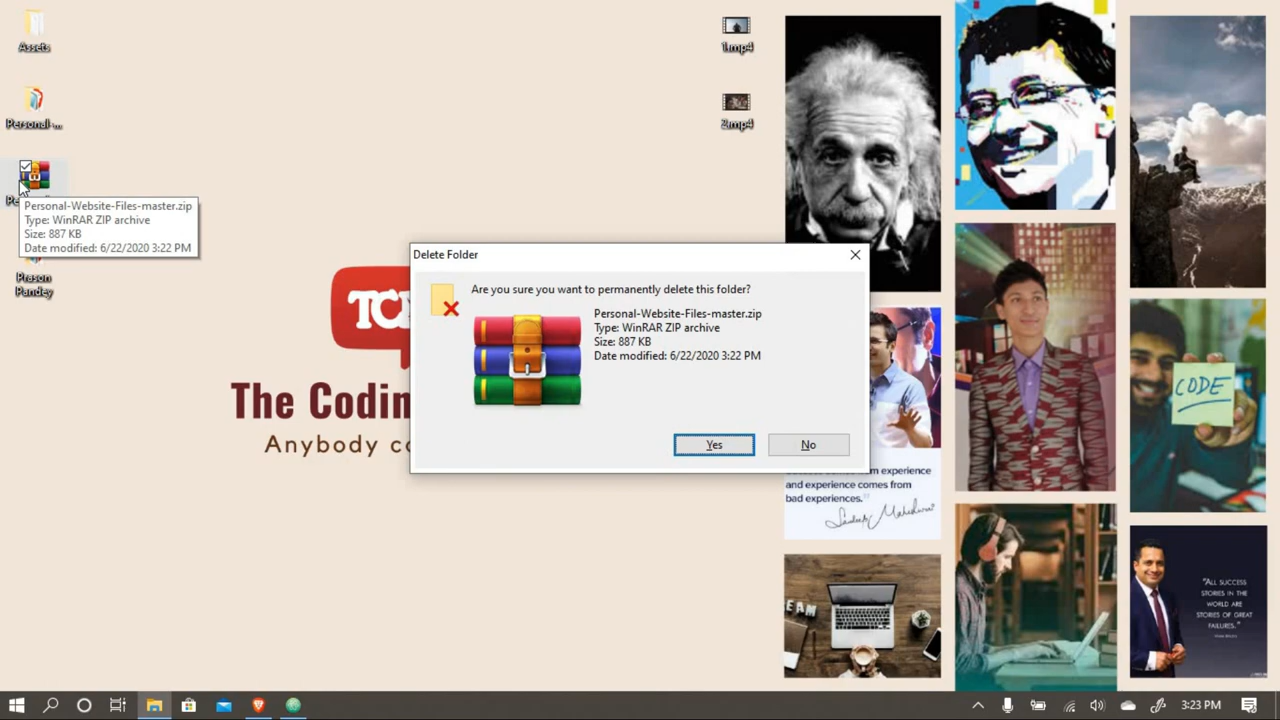 Assets
Personal ...
Personal-Website-Files-master.zip
Type: WinRAR ZIP archive
Size: 887 KB
Date modified: 6/22/2020 3:22 PM
Prason
Pandey
1.mp4
2.mp4
The Codin
Anybody c
Delete Folder
Are you sure you want to permanently delete this folder?
Personal-Website-Files-master.zip
Type: WinRAR ZIP archive
Size: 887 KB
Date modified: 6/22/2020 3:22 PM
Yes
No
experience
and experience comes from
bad experiences.
CODE
"ALL SUCCESS
STORIES IN THE
WORLD ARE
STORIES OF GREAT
FAILURES."
3:23 PM